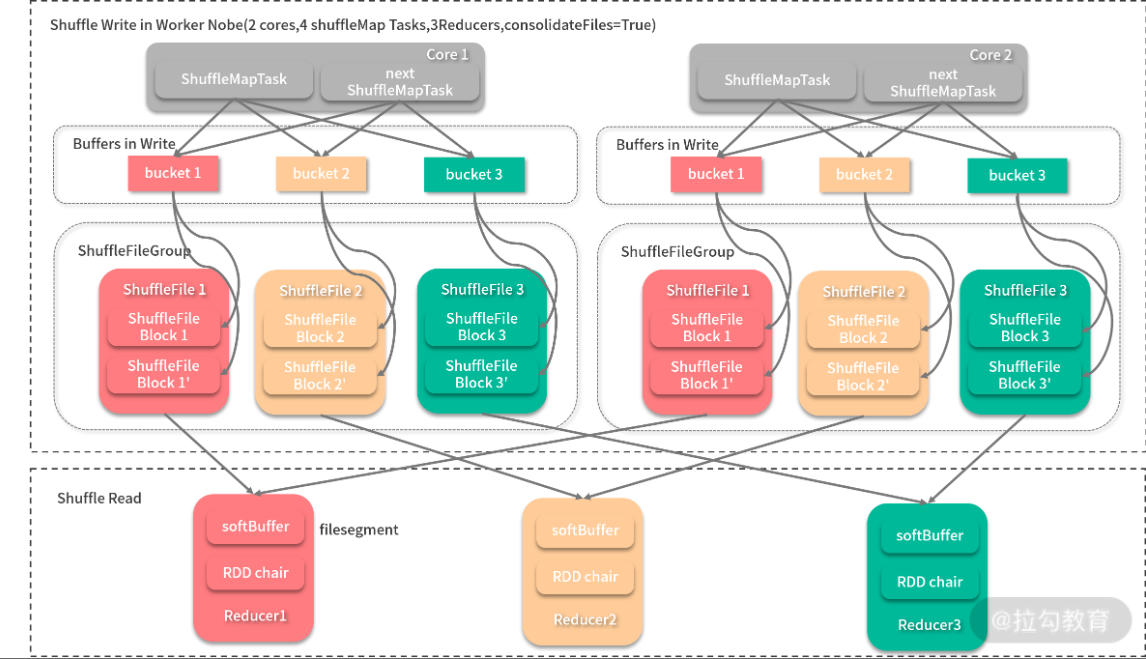 Shuffle Write in Worker Nobe(2 cores,4 shuffleMap Tasks,3Reducers,consolidateFiles=True)
Core 1
ShuffleMapTask
next
ShuffleMapTask
Core 2
ShuffleMapTask
next
ShuffleMapTask
Buffers in Write
bucket 1
bucket 2
bucket 3
Buffers in Write
bucket 1
bucket 2
bucket 3
ShuffleFileGroup
ShuffleFile 1
ShuffleFile
Block 1
ShuffleFile
Block 1'
ShuffleFile 2
ShuffleFile
Block 2
ShuffleFile
Block 2'
ShuffleFile 3
ShuffleFile
Block 3
ShuffleFile
Block 3'
ShuffleFileGroup
ShuffleFile 1
ShuffleFile
Block 1
ShuffleFile
Block 1'
ShuffleFile 2
ShuffleFile
Block 2
ShuffleFile
Block 2'
ShuffleFile 3
ShuffleFile
Block 3
ShuffleFile
Block 3'
Shuffle Read
softBuffer
RDD chair
Reducer1
filesegment
softBuffer
RDD chair
Reducer2
softBuffer
RDD chair
Reducer3
@拉勾教育